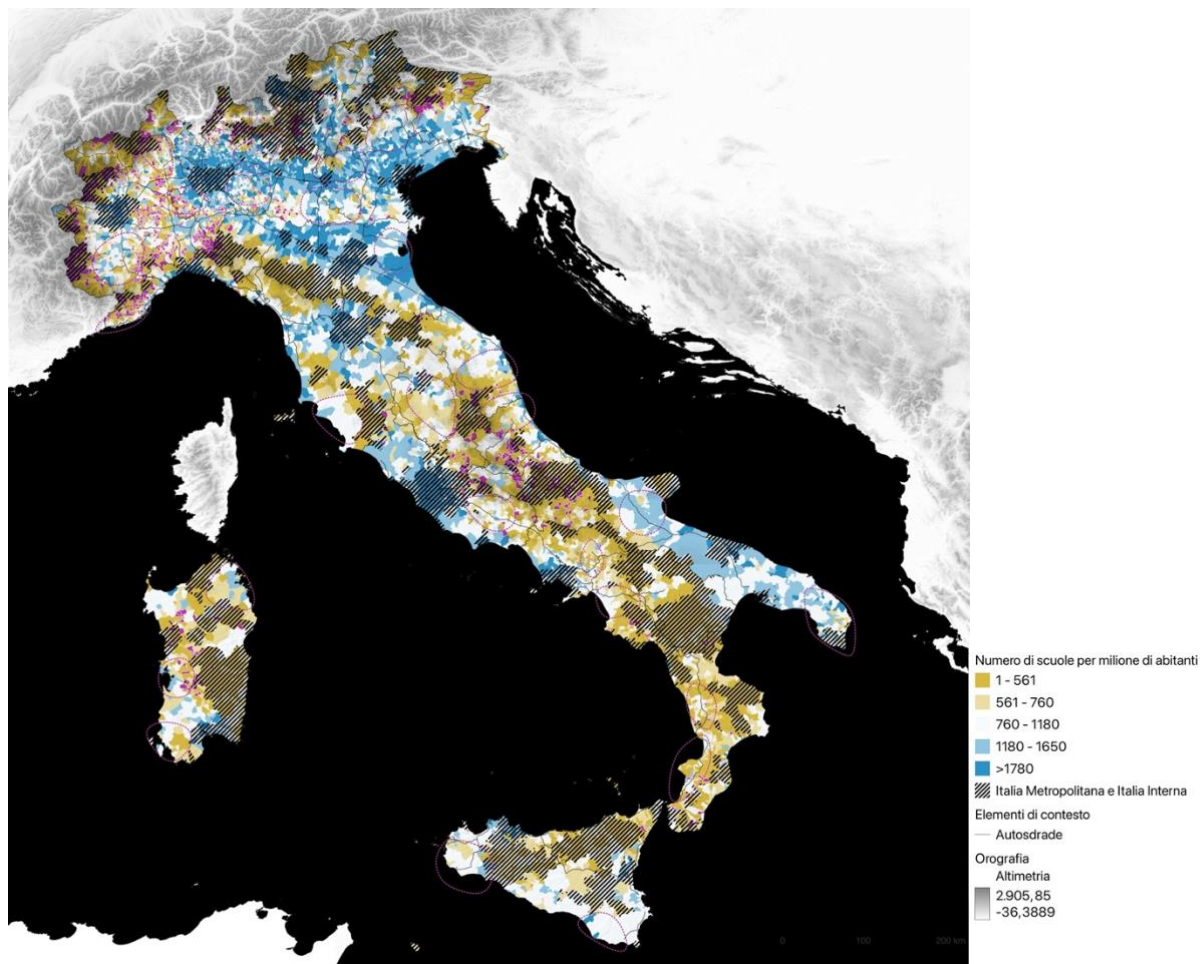 Numero di scuole per milione di abitanti
1 - 561
561 - 760
760 - 1180
1180 - 1650
>1780
Italia Metropolitana e Italia Interna
Elementi di contesto
Autosdrade
Orografia
Altimetria
2.905,85
-36,3889
0 100 200 km